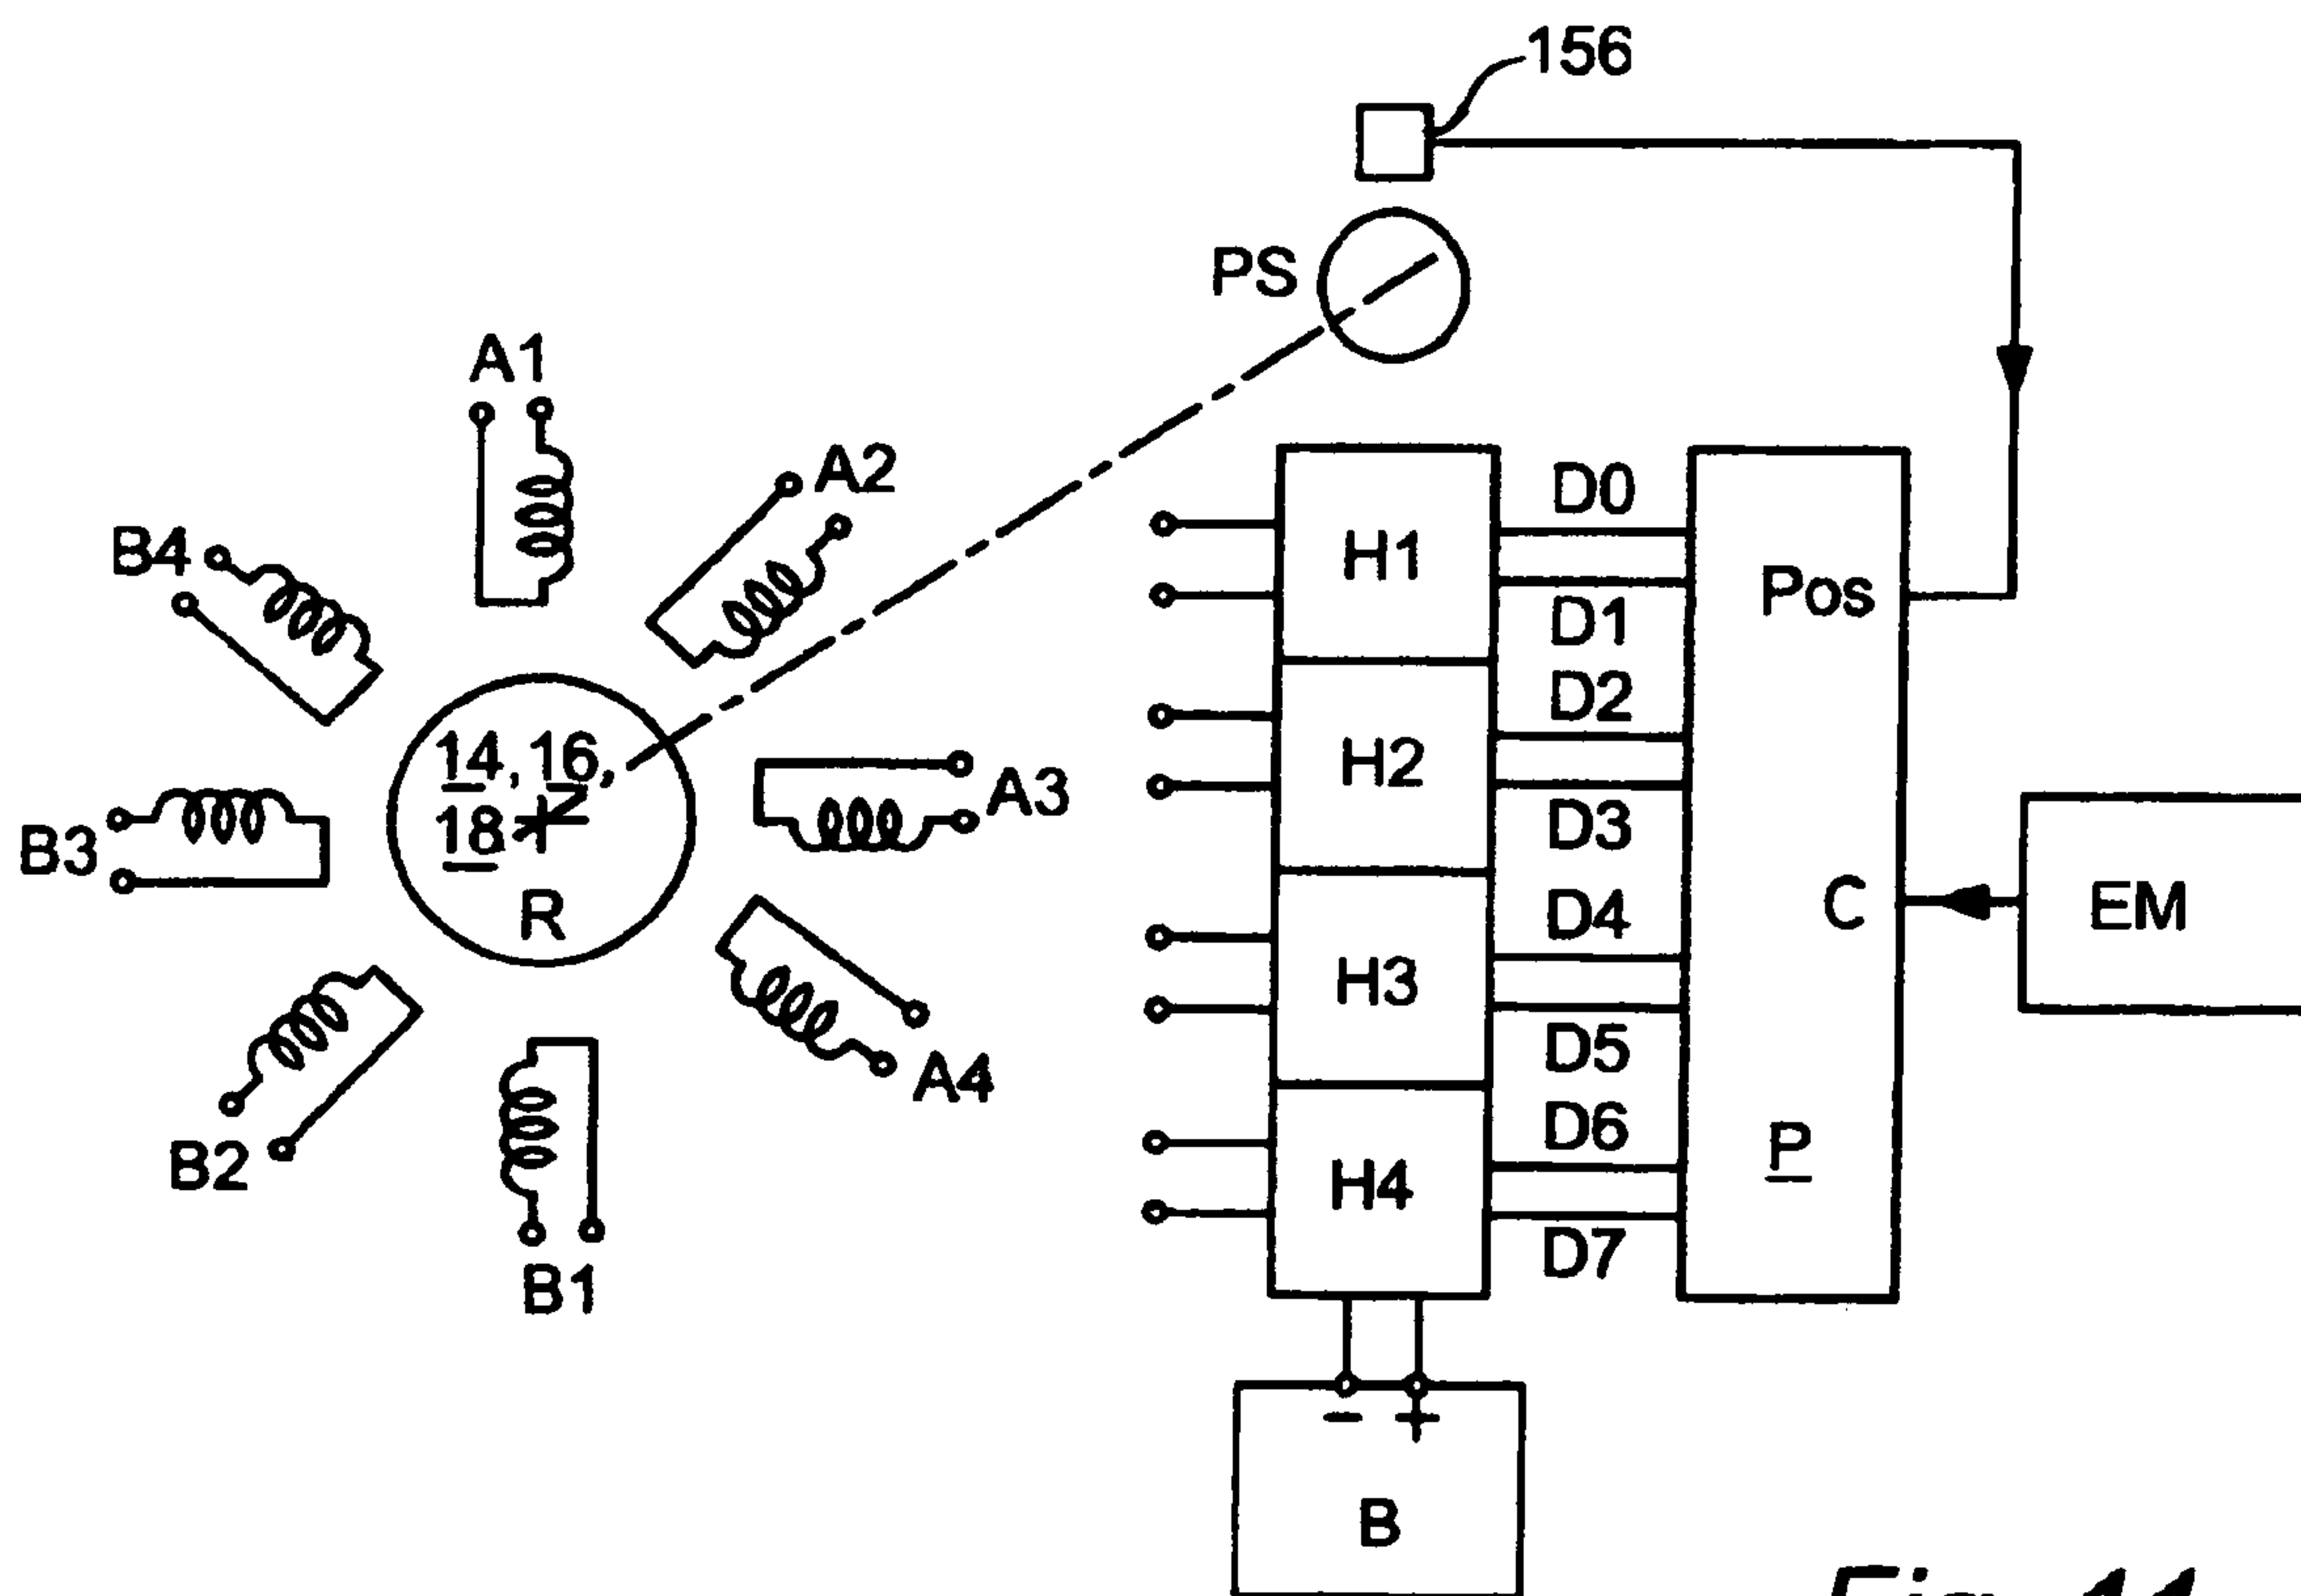 156
PS
A1
A2
B4
14, 16,
18
R
A3
B3
A4
B2
B1
H1
H2
H3
H4
D0
D1
D2
D3
D4
D5
D6
D7
Pos
C
P
EM
- +
B